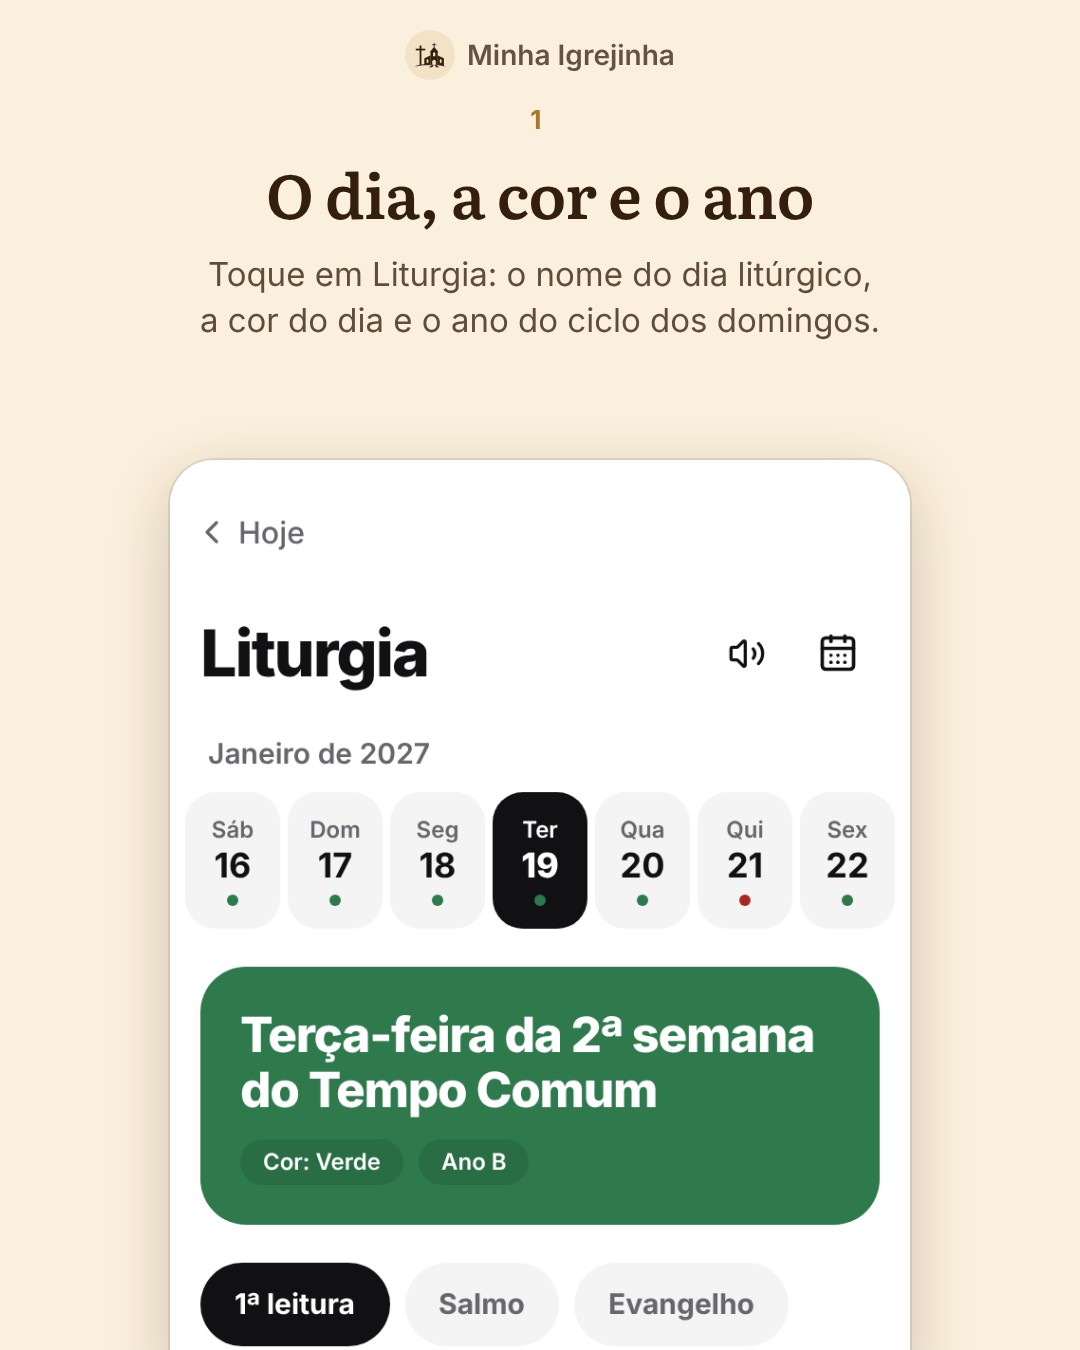 Minha Igrejinha
1
O dia, a cor e o ano
Toque em Liturgia: o nome do dia litúrgico,
a cor do dia e o ano do ciclo dos domingos.
Hoje
Liturgia
Janeiro de 2027
Sáb Dom Seg Ter Qua Qui Sex
16 17 18 19 20 21 22
Terça-feira da 2ª semana
do Tempo Comum
Cor: Verde Ano B
1ª leitura Salmo Evangelho